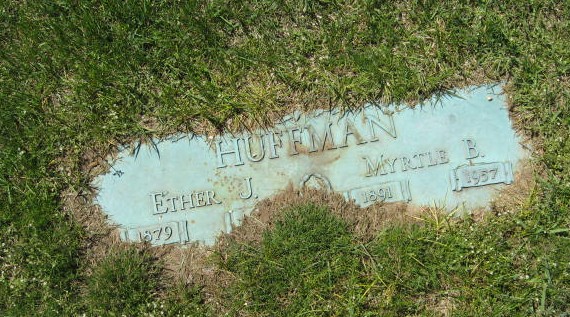 HUFFMAN
ETHER J. MYRTLE B.
1879 1891 1957